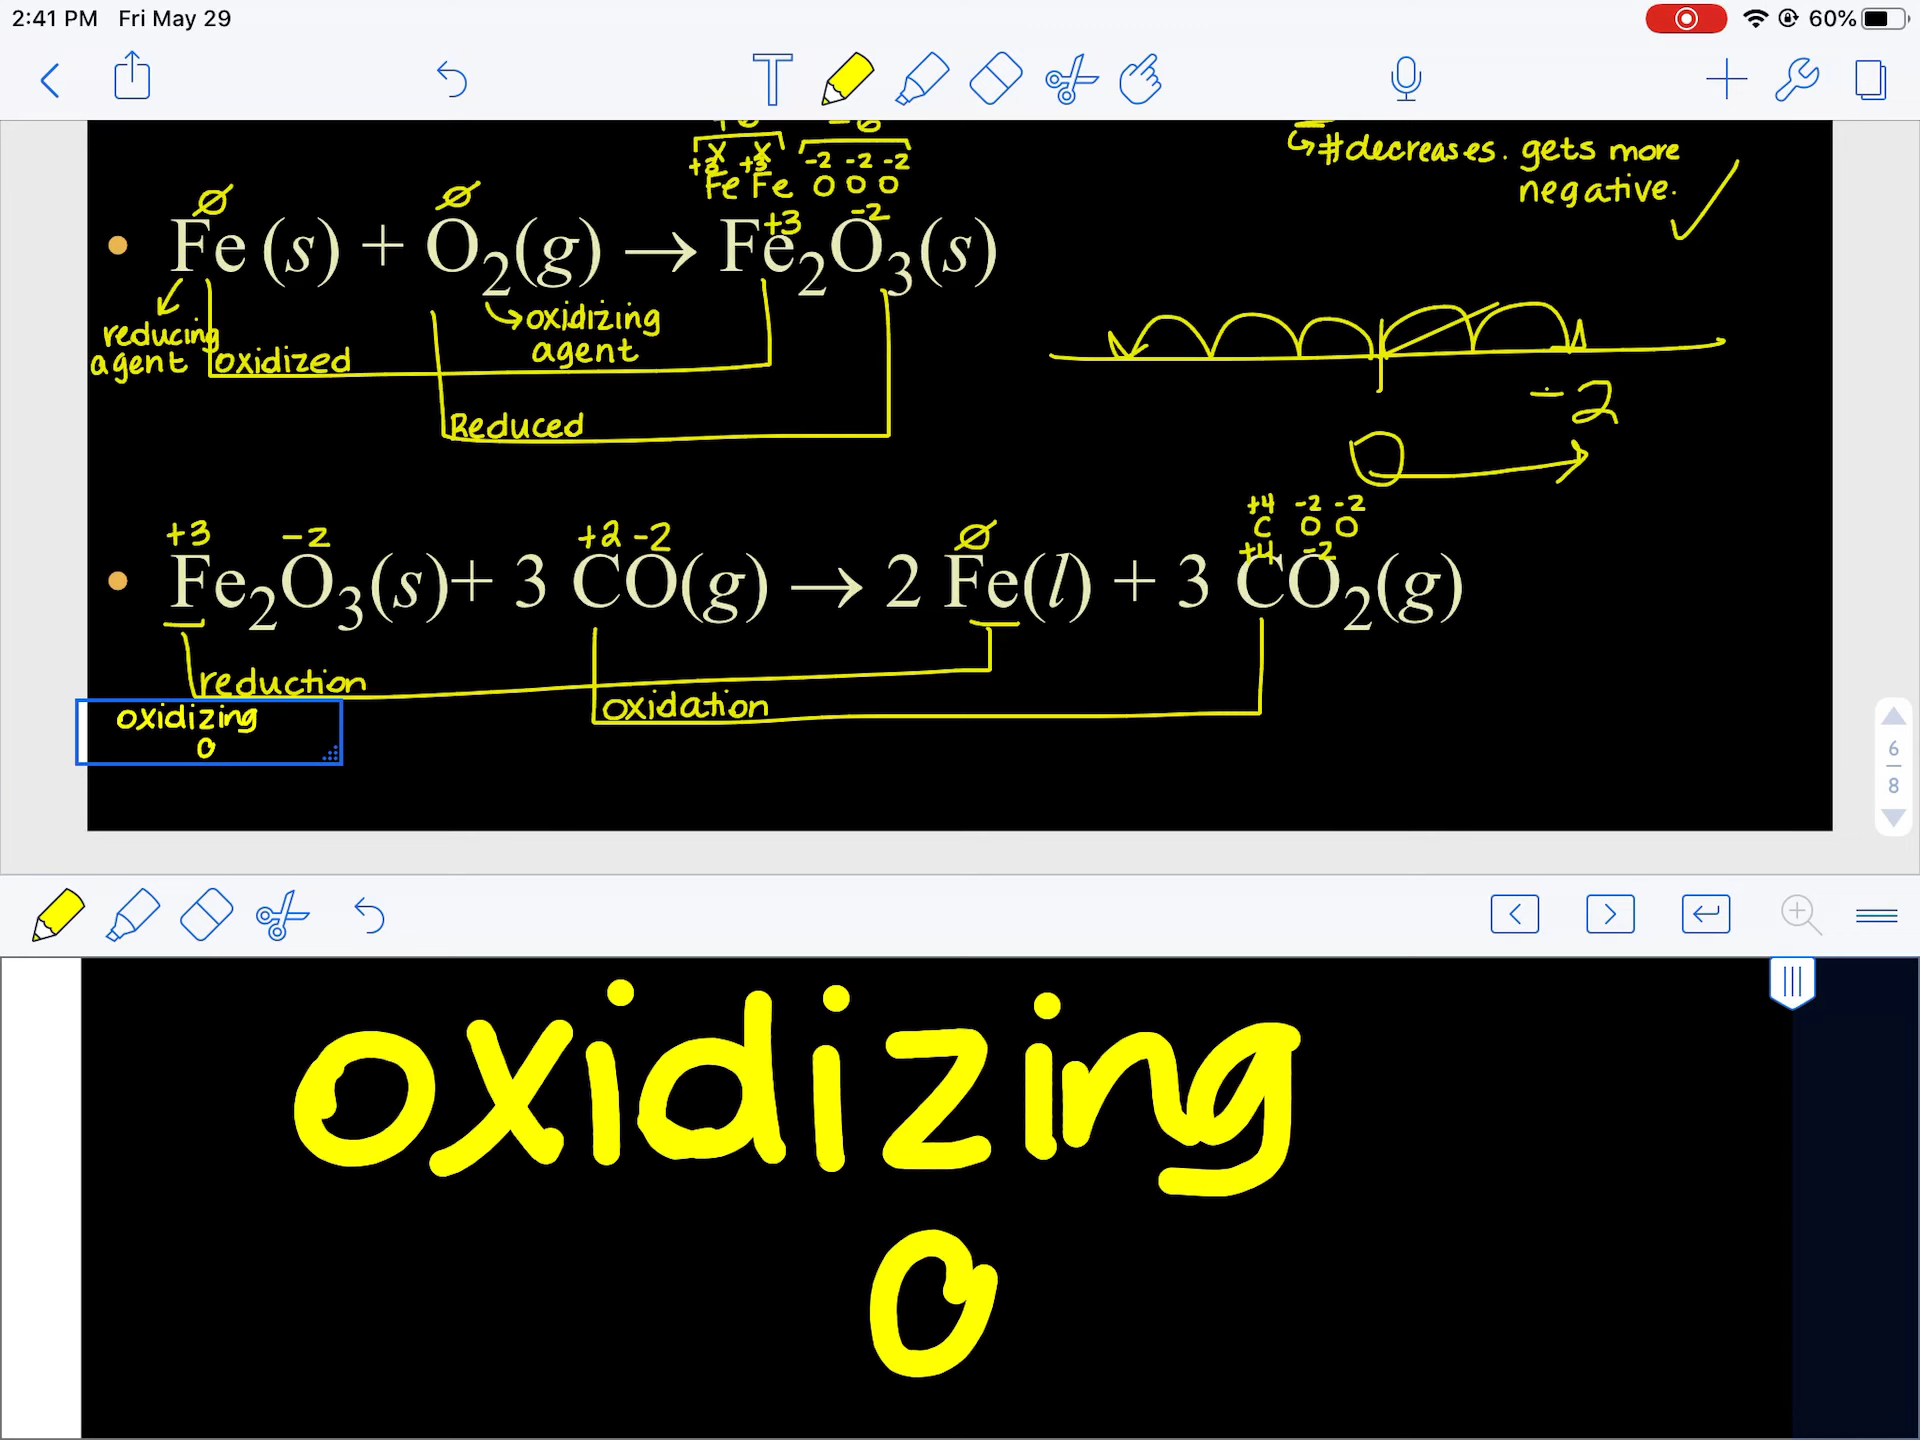 2:41 PM Fri May 29
60%
+6 -6
+3 +3 -2 -2 -2
X X
Fe Fe O O O
↳ #decreases. gets more
negative. ✓
Ø Ø +3 -2
• Fe (s) + O₂(g) → Fe₂O₃(s)
reducing
agent
oxidized
oxidizing
agent
Reduced
-2
0
+4 -2 -2
C O O
+3 -2 +2 -2 Ø +4 -2
• Fe₂O₃(s)+ 3 CO(g) → 2 Fe(l) + 3 CO₂(g)
reduction
oxidation
oxidizing
a
6
8
oxidizing
a